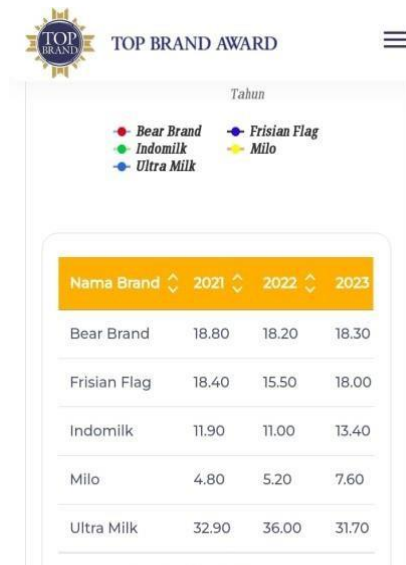 TOP
BRAND
TOP BRAND AWARD
Tahun
Bear Brand Frisian Flag
Indomilk Milo
Ultra Milk
Nama Brand 2021 2022 2023
Bear Brand 18.80 18.20 18.30
Frisian Flag 18.40 15.50 18.00
Indomilk 11.90 11.00 13.40
Milo 4.80 5.20 7.60
Ultra Milk 32.90 36.00 31.70